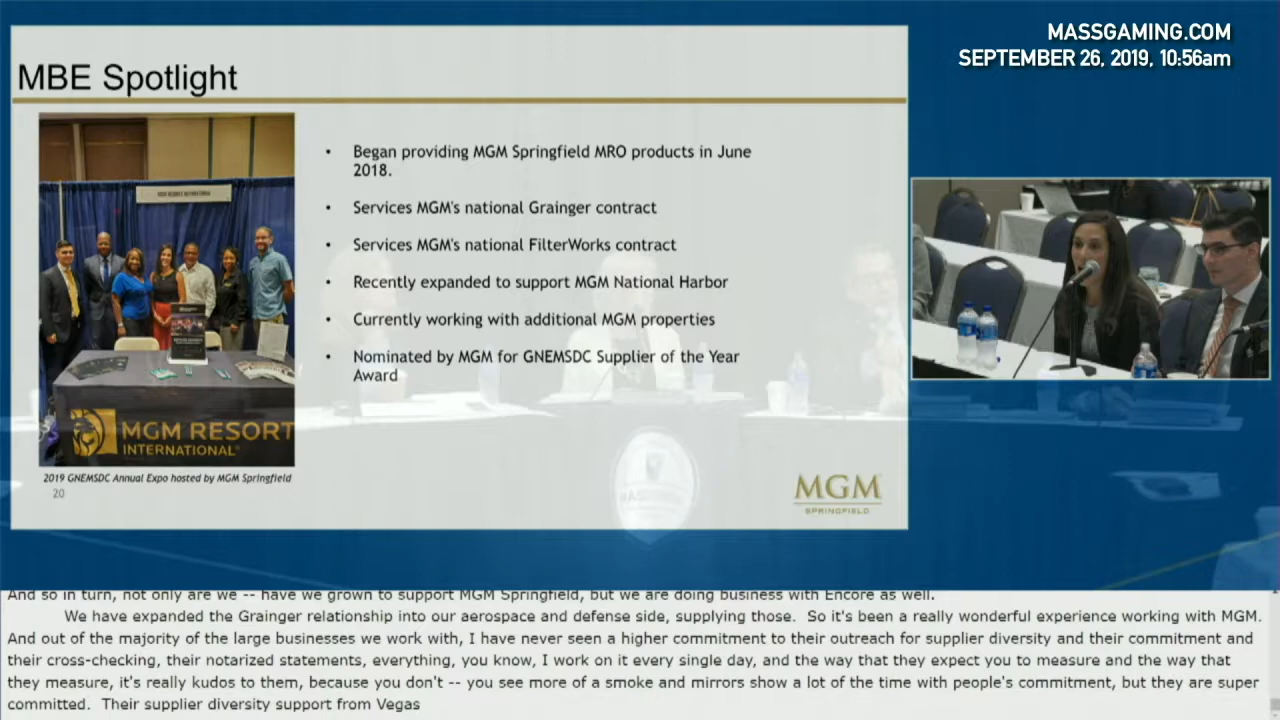 MASSGAMING.COM
SEPTEMBER 26, 2019, 10:56am
MBE Spotlight
• Began providing MGM Springfield MRO products in June
2018.
• Services MGM's national Grainger contract
• Services MGM's national FilterWorks contract
• Recently expanded to support MGM National Harbor
• Currently working with additional MGM properties
• Nominated by MGM for GNEMSDC Supplier of the Year
Award
MGM RESORT
INTERNATIONAL
2019 GNEMSDC Annual Expo hosted by MGM Springfield
20
MGM
SPRINGFIELD
And so in turn, not only are we -- have we grown to support MGM Springfield, but we are doing business with Encore as well.
We have expanded the Grainger relationship into our aerospace and defense side, supplying those. So it's been a really wonderful experience working with MGM.
And out of the majority of the large businesses we work with, I have never seen a higher commitment to their outreach for supplier diversity and their commitment and
their cross-checking, their notarized statements, everything, you know, I work on it every single day, and the way that they expect you to measure and the way that
they measure, it's really kudos to them, because you don't -- you see more of a smoke and mirrors show a lot of the time with people's commitment, but they are super
committed. Their supplier diversity support from Vegas